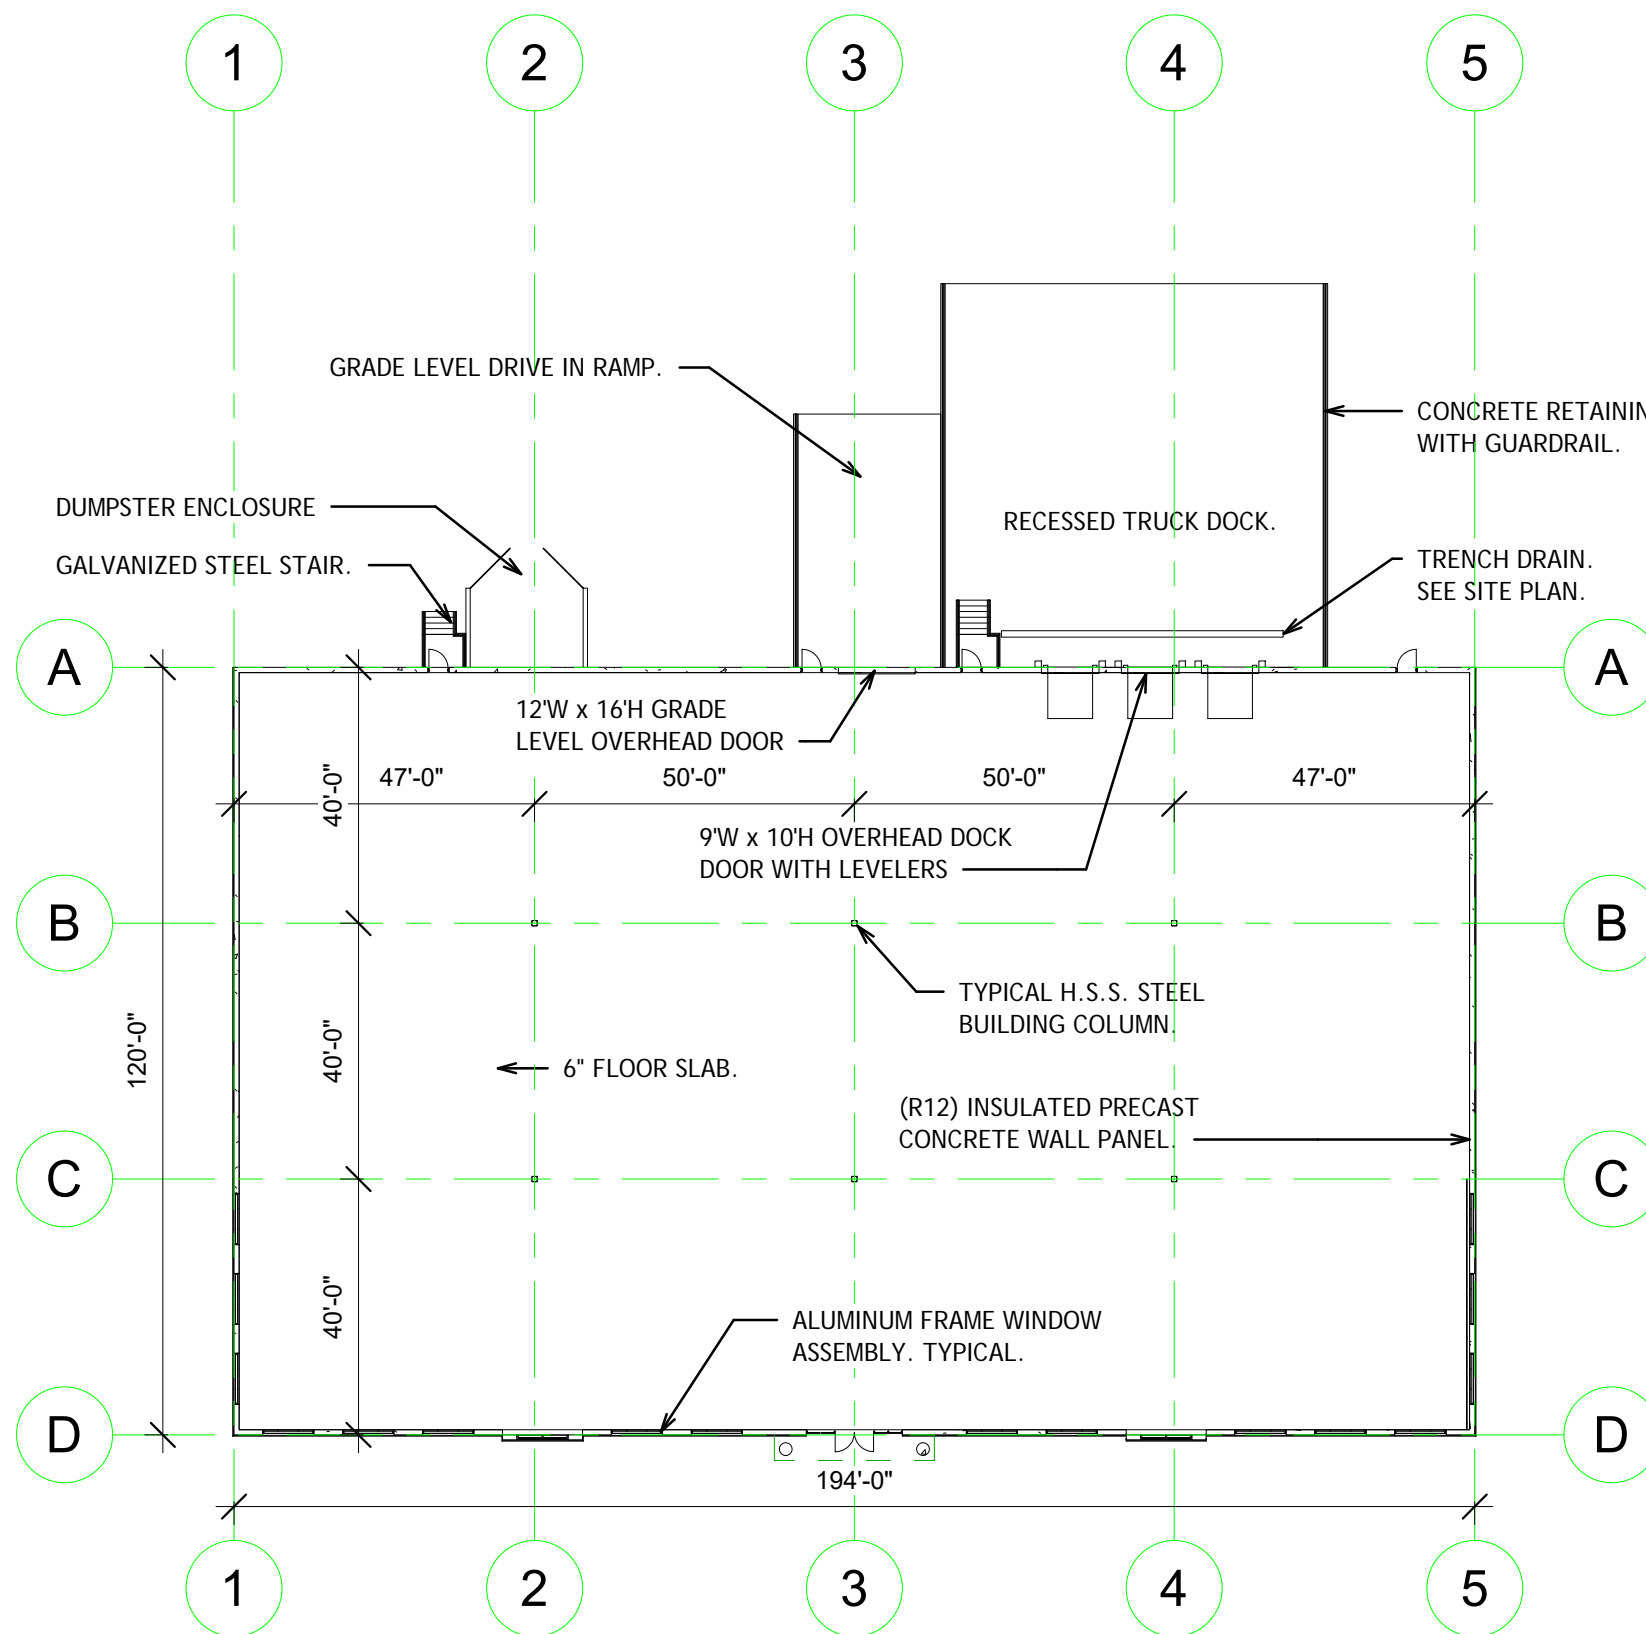 1 2 3 4 5
GRADE LEVEL DRIVE IN RAMP.
CONCRETE RETAININ
WITH GUARDRAIL.
DUMPSTER ENCLOSURE
RECESSED TRUCK DOCK.
GALVANIZED STEEL STAIR.
TRENCH DRAIN.
SEE SITE PLAN.
A A
12'W x 16'H GRADE
LEVEL OVERHEAD DOOR
47'-0" 50'-0" 50'-0" 47'-0"
40'-0"
9'W x 10'H OVERHEAD DOCK
DOOR WITH LEVELERS
B B
TYPICAL H.S.S. STEEL
BUILDING COLUMN.
120'-0"
40'-0"
6" FLOOR SLAB.
(R12) INSULATED PRECAST
CONCRETE WALL PANEL.
C C
40'-0"
ALUMINUM FRAME WINDOW
ASSEMBLY. TYPICAL.
D D
194'-0"
1 2 3 4 5